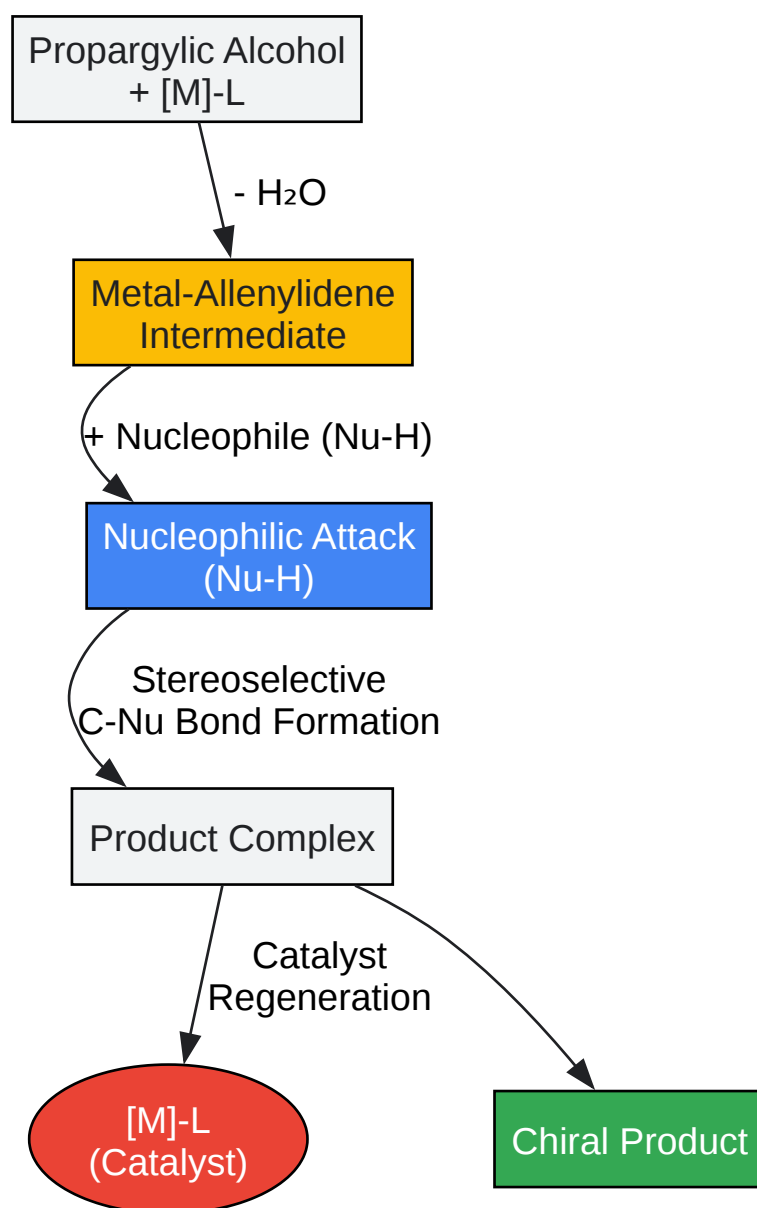 Propargylic Alcohol
+ [M]-L
- H₂O
Metal-Allenylidene
Intermediate
+ Nucleophile (Nu-H)
Nucleophilic Attack
(Nu-H)
Stereoselective
C-Nu Bond Formation
Product Complex
Catalyst
Regeneration
[M]-L
(Catalyst)
Chiral Product